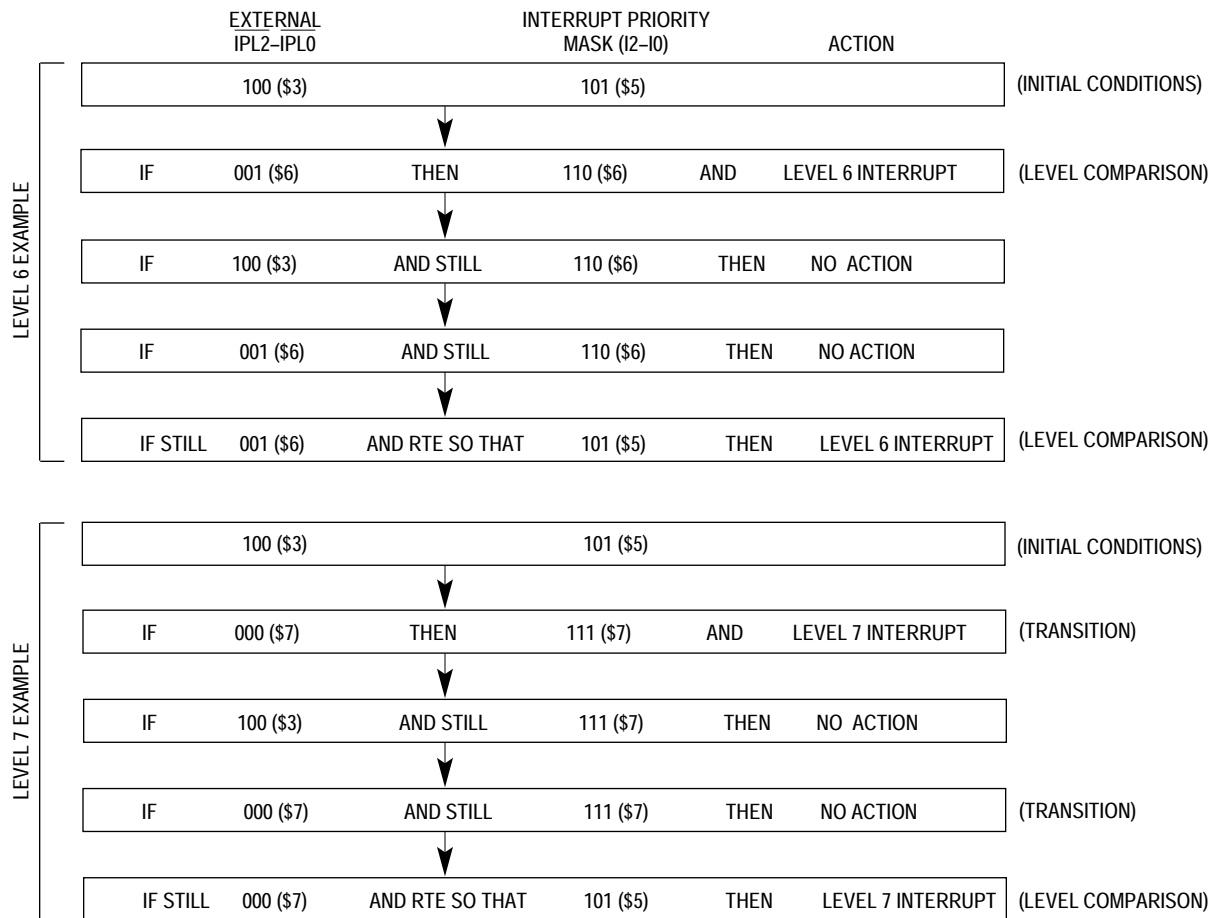 EXTERNAL INTERRUPT PRIORITY
IPL2–IPL0 MASK (I2–I0) ACTION
LEVEL 6 EXAMPLE
100 ($3) 101 ($5) (INITIAL CONDITIONS)
IF 001 ($6) THEN 110 ($6) AND LEVEL 6 INTERRUPT (LEVEL COMPARISON)
IF 100 ($3) AND STILL 110 ($6) THEN NO ACTION
IF 001 ($6) AND STILL 110 ($6) THEN NO ACTION
IF STILL 001 ($6) AND RTE SO THAT 101 ($5) THEN LEVEL 6 INTERRUPT (LEVEL COMPARISON)
LEVEL 7 EXAMPLE
100 ($3) 101 ($5) (INITIAL CONDITIONS)
IF 000 ($7) THEN 111 ($7) AND LEVEL 7 INTERRUPT (TRANSITION)
IF 100 ($3) AND STILL 111 ($7) THEN NO ACTION
IF 000 ($7) AND STILL 111 ($7) THEN NO ACTION (TRANSITION)
IF STILL 000 ($7) AND RTE SO THAT 101 ($5) THEN LEVEL 7 INTERRUPT (LEVEL COMPARISON)